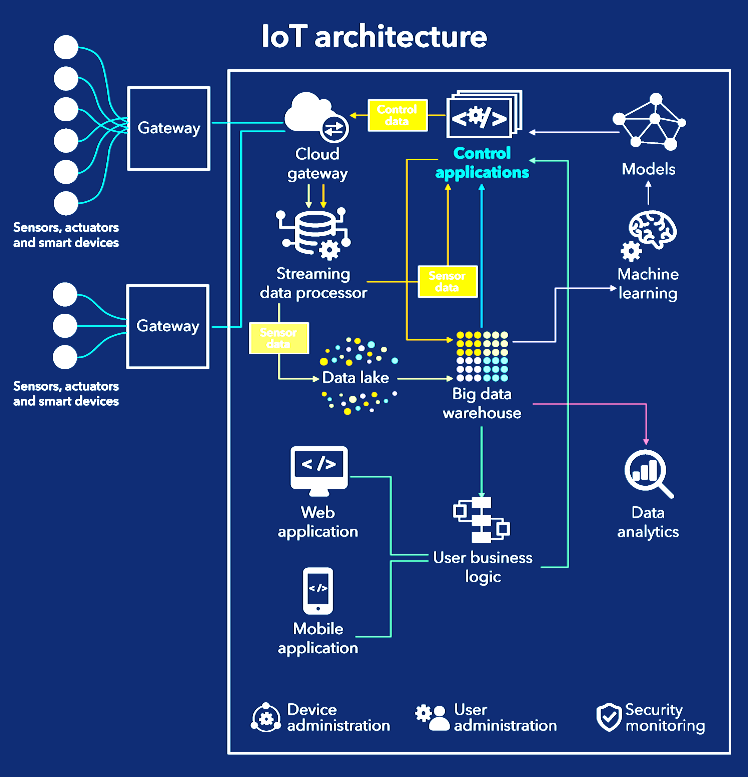 IoT architecture
Gateway
Sensors, actuators
and smart devices
Gateway
Sensors, actuators
and smart devices
Cloud
gateway
Control
data
</>
Control
applications
Models
Streaming
data processor
Sensor
data
Machine
learning
Sensor
data
Data lake
Big data
warehouse
</>
Web
application
User business
logic
Data
analytics
</>
Mobile
application
Device
administration
User
administration
Security
monitoring